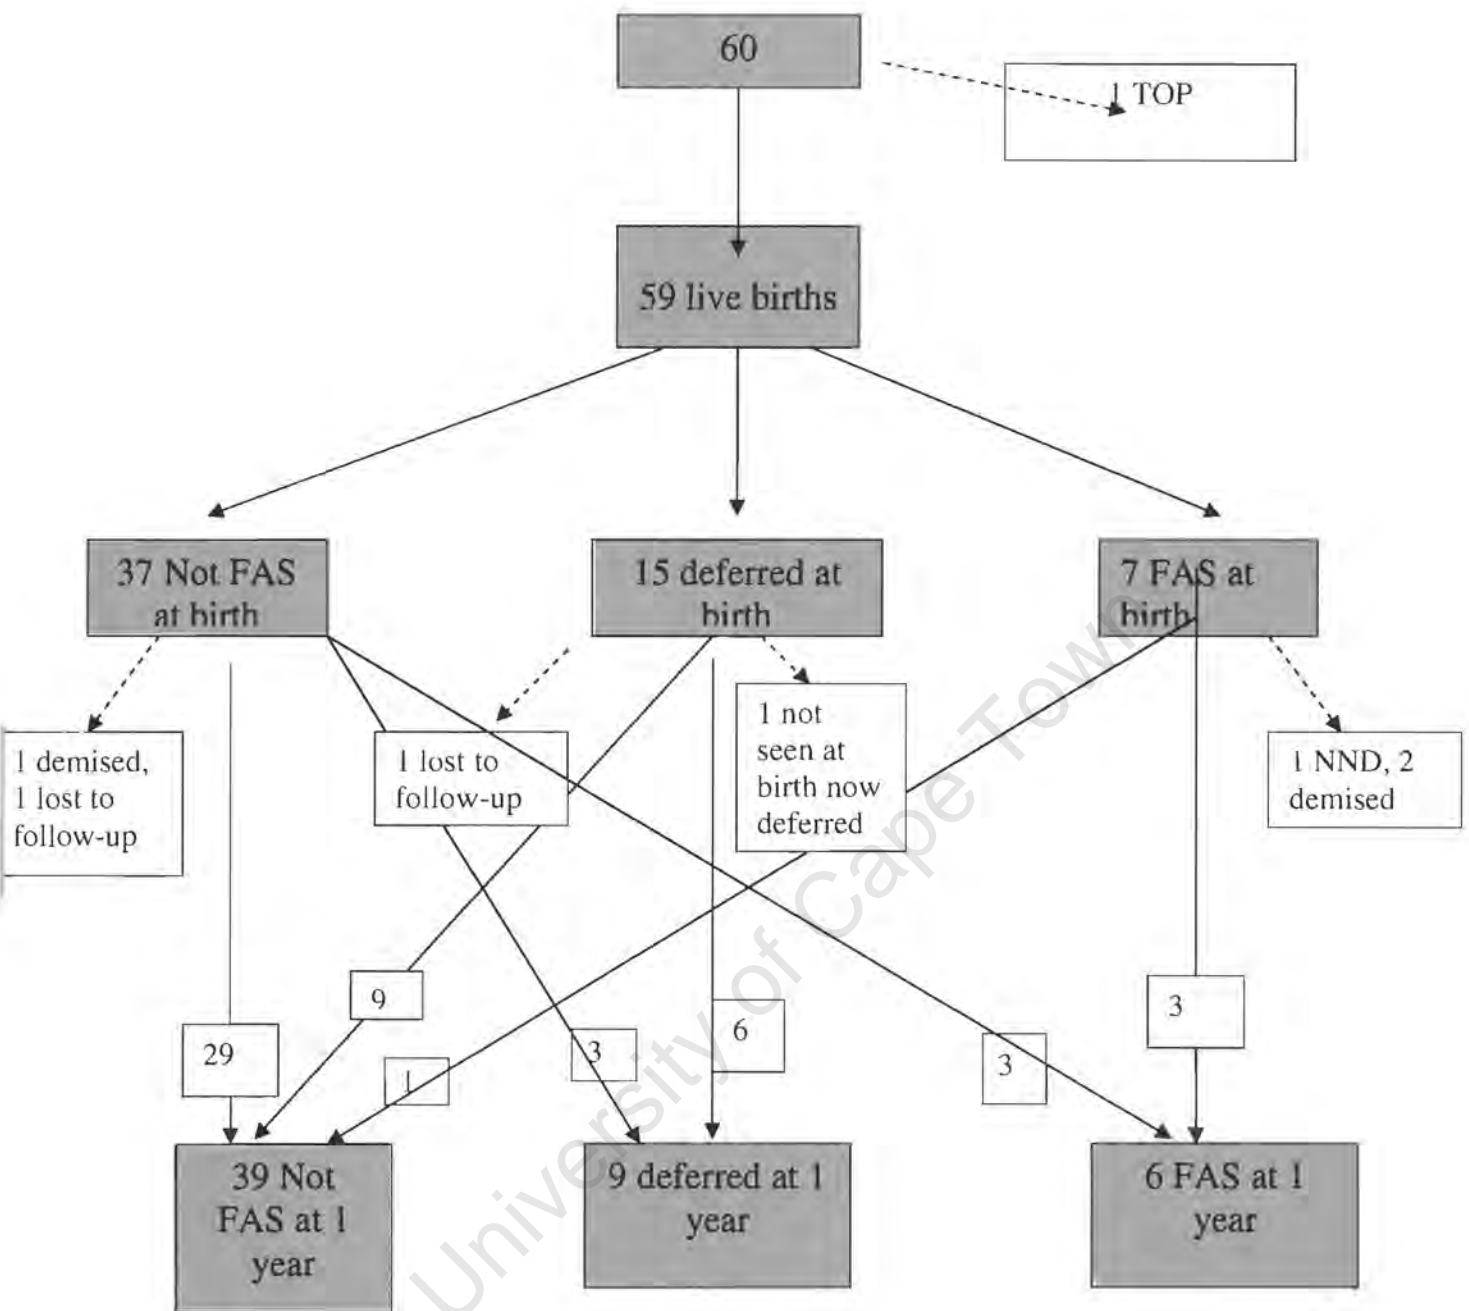 60
1 TOP
59 live births
37 Not FAS
at birth
15 deferred at
birth
7 FAS at
birth
1 demised,
1 lost to
follow-up
1 lost to
follow-up
1 not
seen at
birth now
deferred
1 NND, 2
demised
29
9
1
3
6
3
3
39 Not
FAS at 1
year
9 deferred at 1
year
6 FAS at 1
year
University of Cape Town